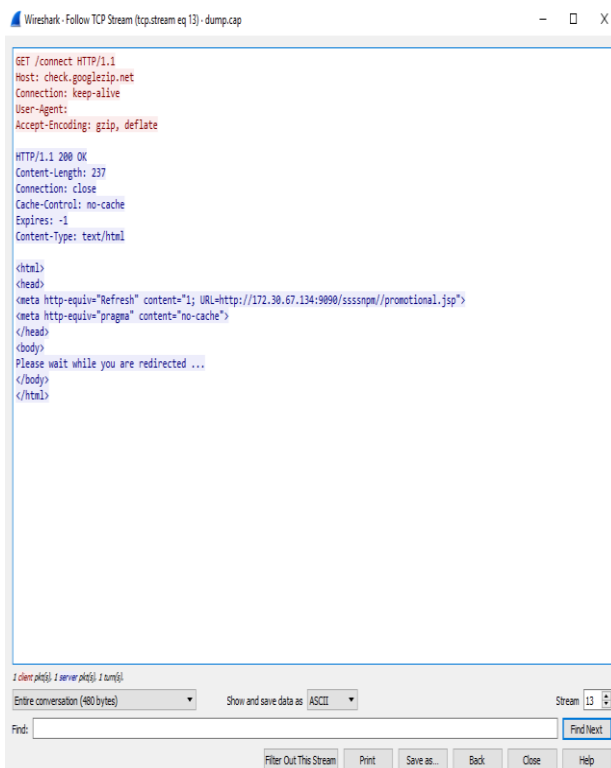 Wireshark · Follow TCP Stream (tcp.stream eq 13) · dump.cap
GET /connect HTTP/1.1
Host: check.googlezip.net
Connection: keep-alive
User-Agent:
Accept-Encoding: gzip, deflate
HTTP/1.1 200 OK
Content-Length: 237
Connection: close
Cache-Control: no-cache
Expires: -1
Content-Type: text/html
<html>
<head>
<meta http-equiv="Refresh" content="1; URL=http://172.30.67.134:9090/ssssnpm//promotional.jsp">
<meta http-equiv="pragma" content="no-cache">
</head>
<body>
Please wait while you are redirected ...
</body>
</html>
1 client pkt(s), 1 server pkt(s), 1 turn(s).
Entire conversation (480 bytes) Show and save data as ASCII Stream 13
Find: Find Next
Filter Out This Stream Print Save as... Back Close Help